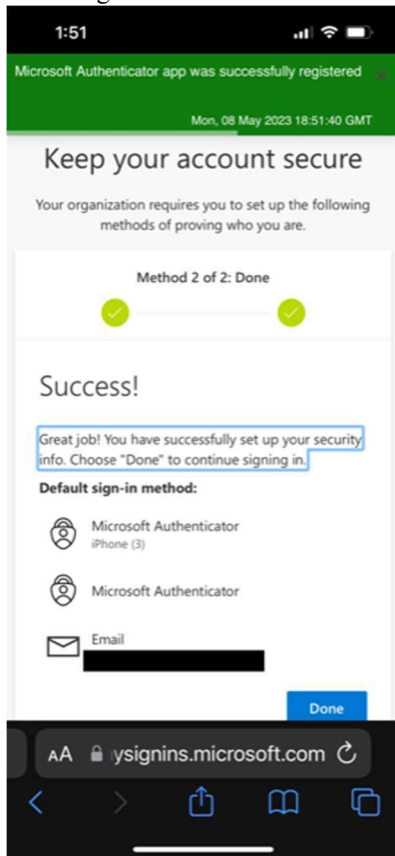 1:51
Microsoft Authenticator app was successfully registered
Mon, 08 May 2023 18:51:40 GMT
Keep your account secure
Your organization requires you to set up the following
methods of proving who you are.
Method 2 of 2: Done
Success!
Great job! You have successfully set up your security
info. Choose "Done" to continue signing in.
Default sign-in method:
Microsoft Authenticator
iPhone (3)
Microsoft Authenticator
Email
Done
AA ysignins.microsoft.com